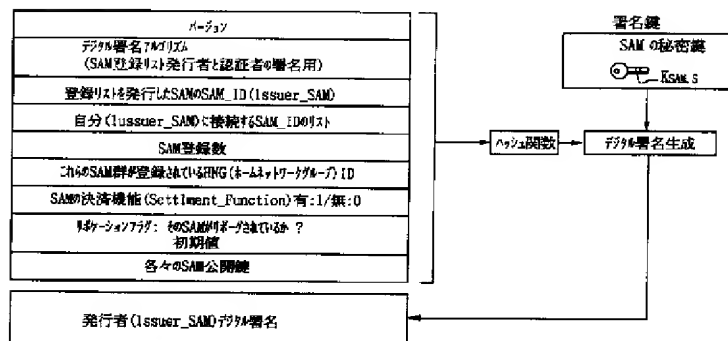 バージョン
デジタル署名アルゴリズム
(SAM登録リスト発行者と認証者の署名用)
登録リストを発行したSAMのSAM_ID(Issuer_SAM)
自分(Iussuer_SAM)に接続するSAM_IDのリスト
SAM登録数
これらのSAM群が登録されているHNG(ホームネットワークグループ)ID
SAMの決済機能(Settlment_Function)有:1/無:0
リボケーションフラグ: そのSAMがリボークされているか ?
初期値
各々のSAM公開鍵
発行者(Issuer_SAM)デジタル署名
ハッシュ関数
署名鍵
SAMの秘密鍵
KSAM,S
デジタル署名生成